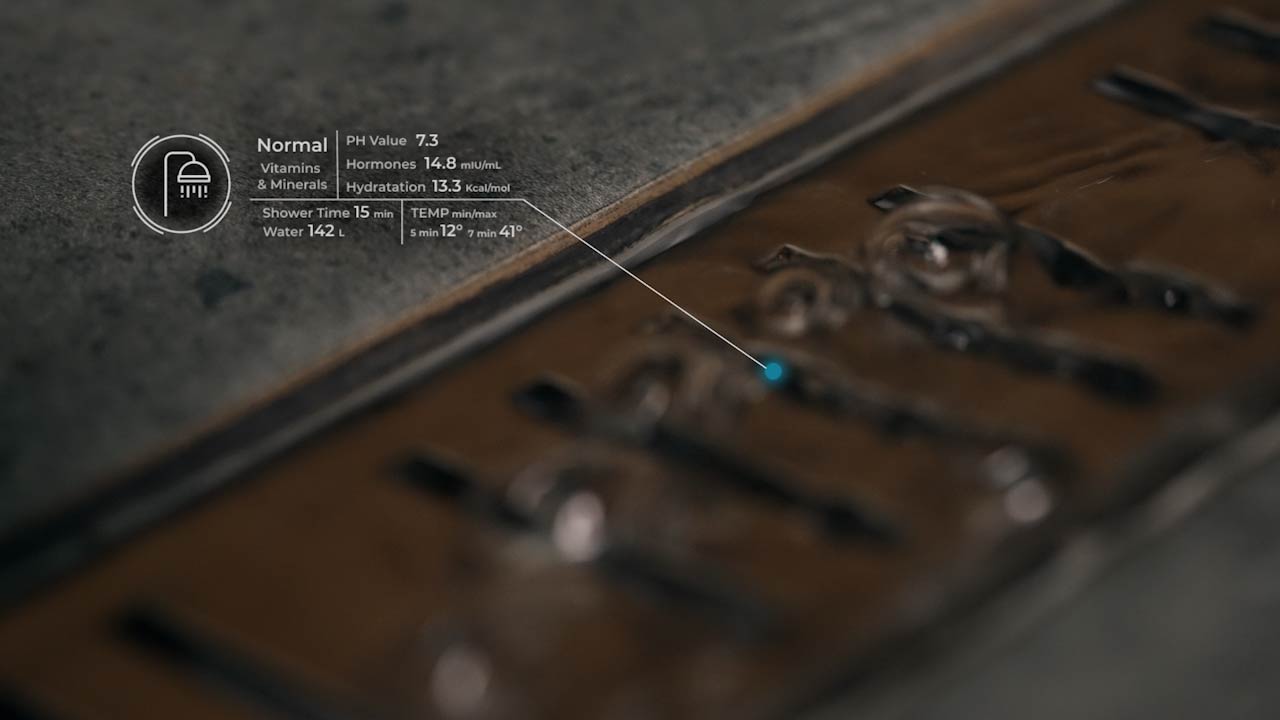 Normal
Vitamins
& Minerals
PH Value 7.3
Hormones 14.8 mIU/mL
Hydratation 13.3 Kcal/mol
Shower Time 15 min
Water 142 L
TEMP min/max
5 min 12° 7 min 41°